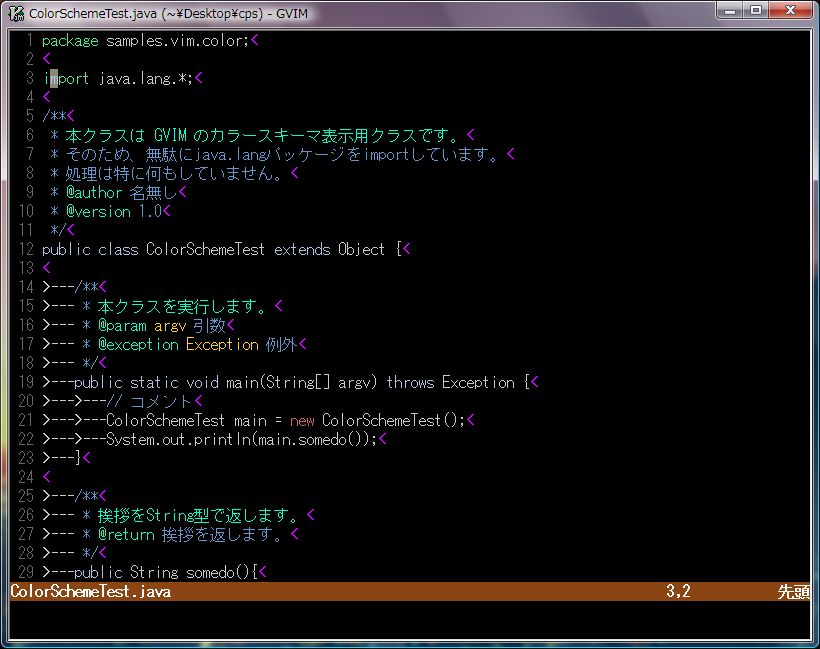 ColorSchemeTest.java (~¥Desktop¥cps) - GVIM
1 package samples.vim.color;<
2 <
3 import java.lang.*;<
4 <
5 /**<
6  * 本クラスは GVIM のカラースキーマ表示用クラスです。<
7  * そのため、無駄にjava.langパッケージをimportしています。<
8  * 処理は特に何もしていません。<
9  * @author 名無し<
10  * @version 1.0<
11  */<
12 public class ColorSchemeTest extends Object {<
13 <
14 >---/**<
15 >--- * 本クラスを実行します。<
16 >--- * @param argv 引数<
17 >--- * @exception Exception 例外<
18 >--- */<
19 >---public static void main(String[] argv) throws Exception {<
20 >--->---// コメント<
21 >--->---ColorSchemeTest main = new ColorSchemeTest();<
22 >--->---System.out.println(main.somedo());<
23 >---}<
24 <
25 >---/**<
26 >--- * 挨拶をString型で返します。<
27 >--- * @return 挨拶を返します。<
28 >--- */<
29 >---public String somedo(){<
ColorSchemeTest.java 3,2 先頭